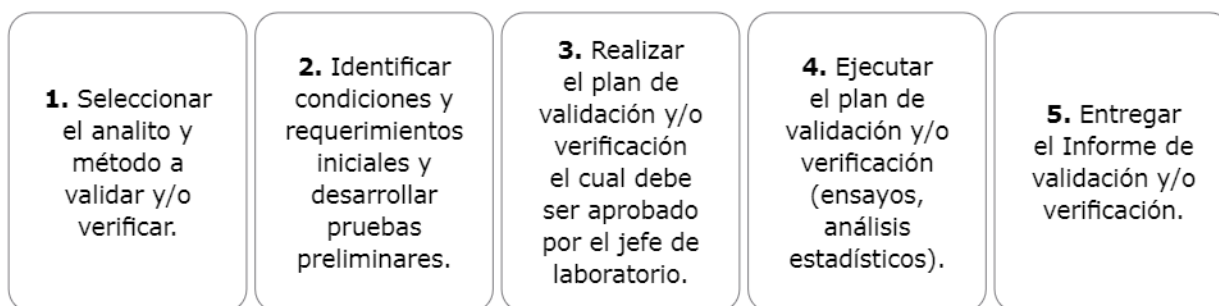 1. Seleccionar
el analito y
método a
validar y/o
verificar.
2. Identificar
condiciones y
requerimientos
iniciales y
desarrollar
pruebas
preliminares.
3. Realizar
el plan de
validación y/o
verificación
el cual debe
ser aprobado
por el jefe de
laboratorio.
4. Ejecutar
el plan de
validación y/o
verificación
(ensayos,
análisis
estadísticos).
5. Entregar
el Informe de
validación y/o
verificación.